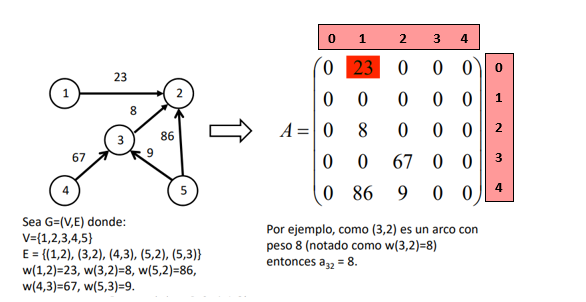 0 1 2 3 4
0 23 0 0 0 0
0 0 0 0 0 1
A = 0 8 0 0 0 2
0 0 67 0 0 3
0 86 9 0 0 4
23
1 2
8
3 86
67 9
4 5
Sea G=(V,E) donde:
V={1,2,3,4,5}
E = {(1,2), (3,2), (4,3), (5,2), (5,3)}
w(1,2)=23, w(3,2)=8, w(5,2)=86,
w(4,3)=67, w(5,3)=9.
Por ejemplo, como (3,2) es un arco con
peso 8 (notado como w(3,2)=8)
entonces a32 = 8.